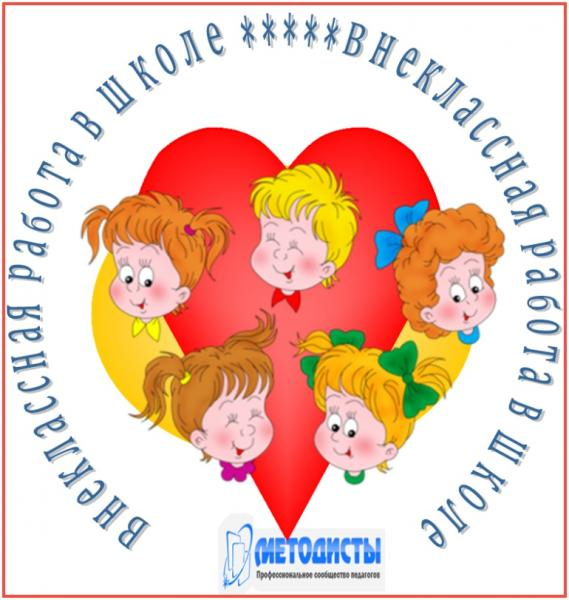 внеклассная работа в школе *****внеклассная работа в школе
МЕТОДИСТЫ
Профессиональное сообщество педагогов